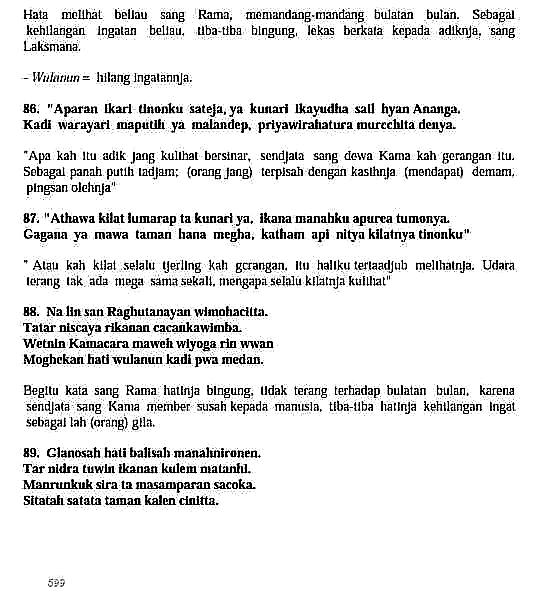 Hata melihat beliau sang Rama, memandang-mandang bulatan bulan. Sebagai
kehilangan ingatan beliau, tiba-tiba bingung, lekas berkata kepada adiknja, sang
Laksmana.
– Wulanun = hilang ingatannja.
86. "Aparan ikari tinonku sateja, ya kunari ikayudha sail hyan Ananga.
Kadi warayari maputih ya malandep, priyawirahatura murcchita denya.
"Apa kah itu adik jang kulihat bersinar, sendjata sang dewa Kama kah gerangan itu.
Sebagai panah putih tadjam; (orang jang) terpisah dengan kasihnja (mendapat) demam,
pingsan olehnja"
87. "Athawa kilat lumarap ta kunari ya, ikana manahku apurea tumonya.
Gagana ya mawa taman hana megha, katham api nitya kilatnya tinonku"
" Atau kah kilat selalu tjerling kah gerangan, itu hatiku tertaadjub melihatnja. Udara
terang tak ada mega sama sekali, mengapa selalu kilatnja kulihat"
88. Na lin san Raghutanayan wimohacitta.
Tatar niscaya rikanan cacankawimba.
Wetnin Kamacara maweh wiyoga rin wwan
Moghekan hati wulanun kadi pwa medan.
Begitu kata sang Rama hatinja bingung, tidak terang terhadap bulatan bulan, karena
sendjata sang Kama member susah kepada manusia, tiba-tiba hatinja kehilangan ingat
sebagai lah (orang) gila.
89. Glanosah hati balisah manahnironen.
Tar nidra tuwin ikanan kulem matanhi.
Manrunkuk sira ta masamparan sacoka.
Sitatah satata taman kalen cinitta.
599